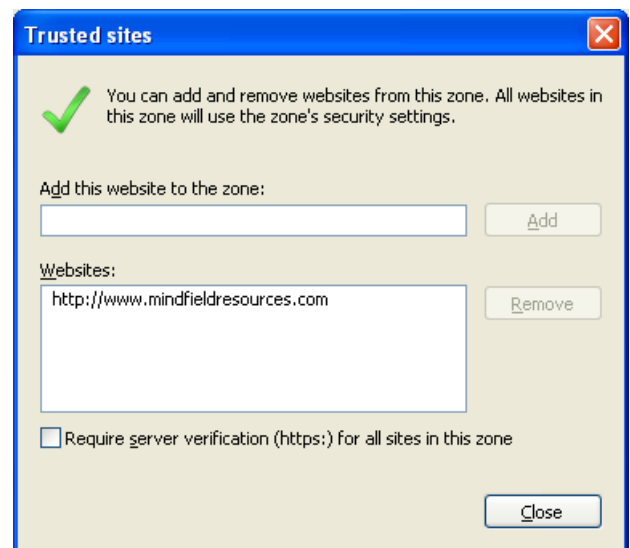 Trusted sites
You can add and remove websites from this zone. All websites in
this zone will use the zone's security settings.
Add this website to the zone:
Add
Websites:
http://www.mindfieldresources.com
Remove
Require server verification (https:) for all sites in this zone
Close